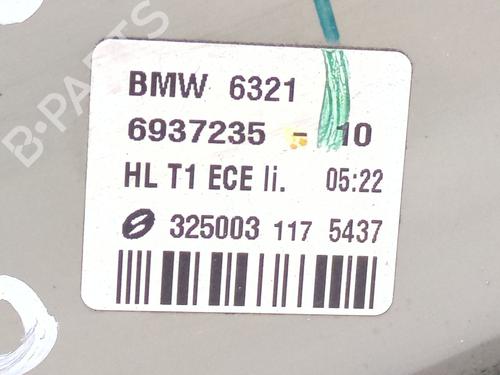 B-PARTS
BMW 6321
6937235 - 10
HL T1 ECE li. 05:22
325003 117 5437